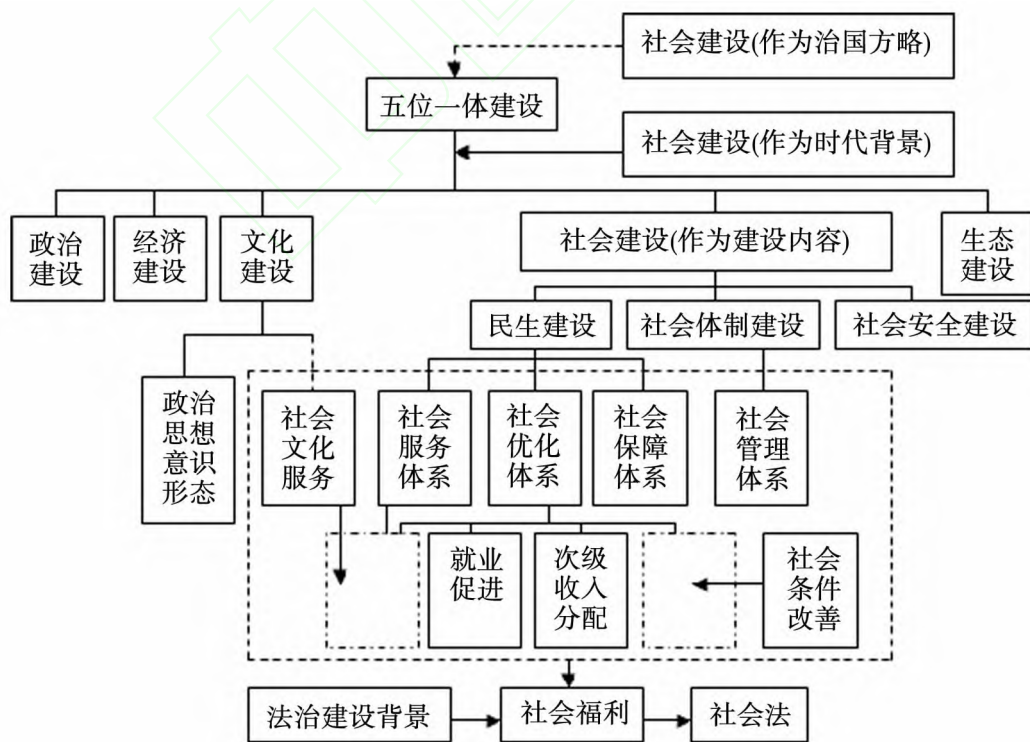 社会建设(作为治国方略)
五位一体建设
社会建设(作为时代背景)
政治
建设
经济
建设
文化
建设
社会建设(作为建设内容)
生态
建设
民生建设
社会体制建设
社会安全建设
政治
思想
意识
形态
社会
文化
服务
社会
服务
体系
社会
优化
体系
社会
保障
体系
社会
管理
体系
就业
促进
次级
收入
分配
社会
条件
改善
法治建设背景
社会福利
社会法